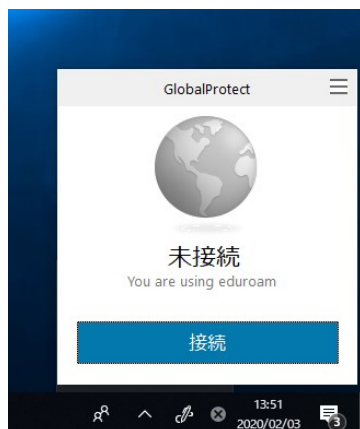 GlobalProtect
未接続
You are using eduroam
接続
13:51
2020/02/03
3